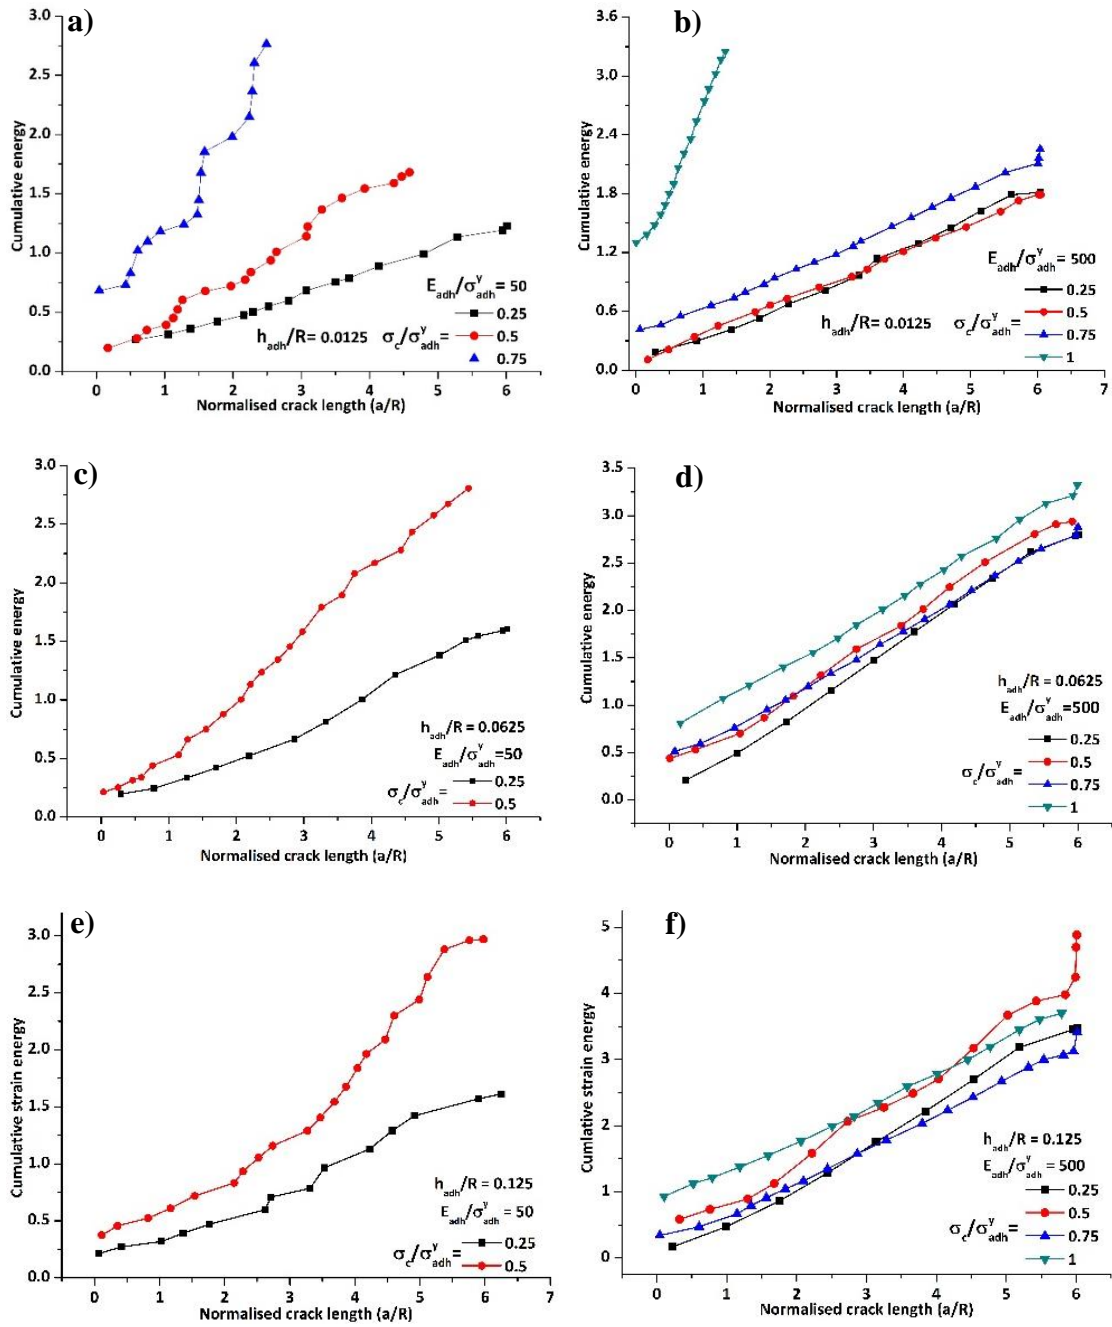 a)
Cumulative energy
3.0
2.5
2.0
1.5
1.0
0.5
0.0
E_adh/σ^y_adh= 50
0.25
h_adh/R = 0.0125 σ_c/σ^y_adh= 0.5
0.75
0 1 2 3 4 5 6
Normalised crack length (a/R)
b)
Cumulative energy
3.6
3.0
2.4
1.8
1.2
0.6
0.0
E_adh/σ^y_adh= 500
0.25
h_adh/R = 0.0125 σ_c/σ^y_adh= 0.5
0.75
1
0 1 2 3 4 5 6 7
Normalised crack length (a/R)
c)
Cumulative energy
3.0
2.5
2.0
1.5
1.0
0.5
0.0
h_adh/R = 0.0625
E_adh/σ^y_adh=50
0.25
σ_c/σ^y_adh= 0.5
0 1 2 3 4 5 6
Normalised crack length (a/R)
d)
Cumulative energy
3.5
3.0
2.5
2.0
1.5
1.0
0.5
0.0
h_adh/R = 0.0625
E_adh/σ^y_adh=500
0.25
0.5
σ_c/σ^y_adh= 0.75
1
0 1 2 3 4 5 6
Normalised crack length (a/R)
e)
Cumulative strain energy
3.0
2.5
2.0
1.5
1.0
0.5
0.0
h_adh/R = 0.125
E_adh/σ^y_adh = 50
0.25
σ_c/σ^y_adh= 0.5
0 1 2 3 4 5 6 7
Normalised crack length (a/R)
f)
Cumlative strain energy
5
4
3
2
1
0
h_adh/R = 0.125
E_adh/σ^y_adh = 500
0.25
0.5
σ_c/σ^y_adh= 0.75
1
0 1 2 3 4 5 6
Normalised crack length (a/R)